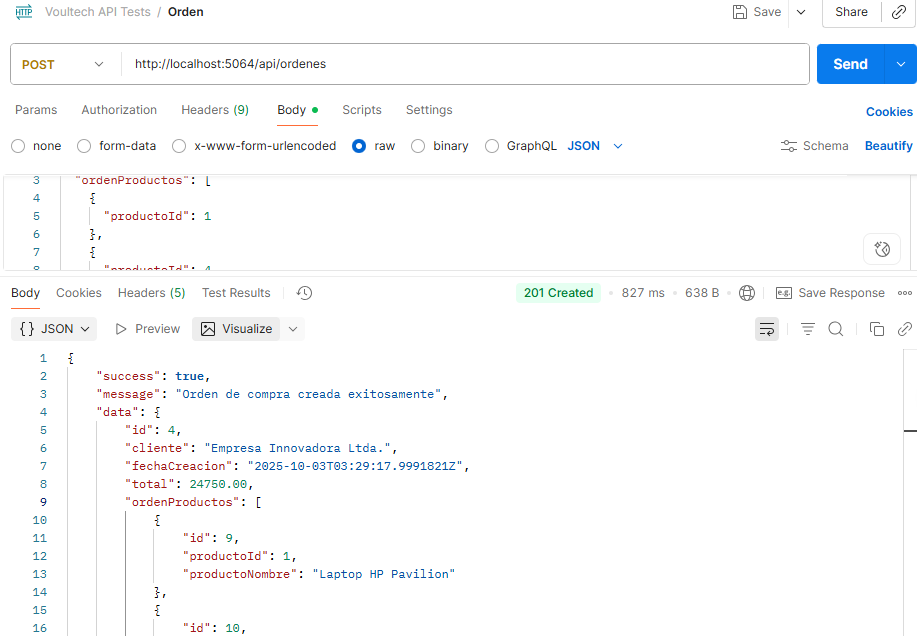 HTTP Voultech API Tests / Orden Save Share
POST http://localhost:5064/api/ordenes Send
Params Authorization Headers (9) Body Scripts Settings Cookies
none form-data x-www-form-urlencoded raw binary GraphQL JSON Schema Beautify
3 "ordenProductos": [
4 {
5 "productoId": 1
6 },
7 {
8 "productoId": 4
Body Cookies Headers (5) Test Results 201 Created 827 ms 638 B e.g. Save Response
{} JSON Preview Visualize
1 {
2 "success": true,
3 "message": "Orden de compra creada exitosamente",
4 "data": {
5 "id": 4,
6 "cliente": "Empresa Innovadora Ltda.",
7 "fechaCreacion": "2025-10-03T03:29:17.9991821Z",
8 "total": 24750.00,
9 "ordenProductos": [
10 {
11 "id": 9,
12 "productoId": 1,
13 "productoNombre": "Laptop HP Pavilion"
14 },
15 {
16 "id": 10,